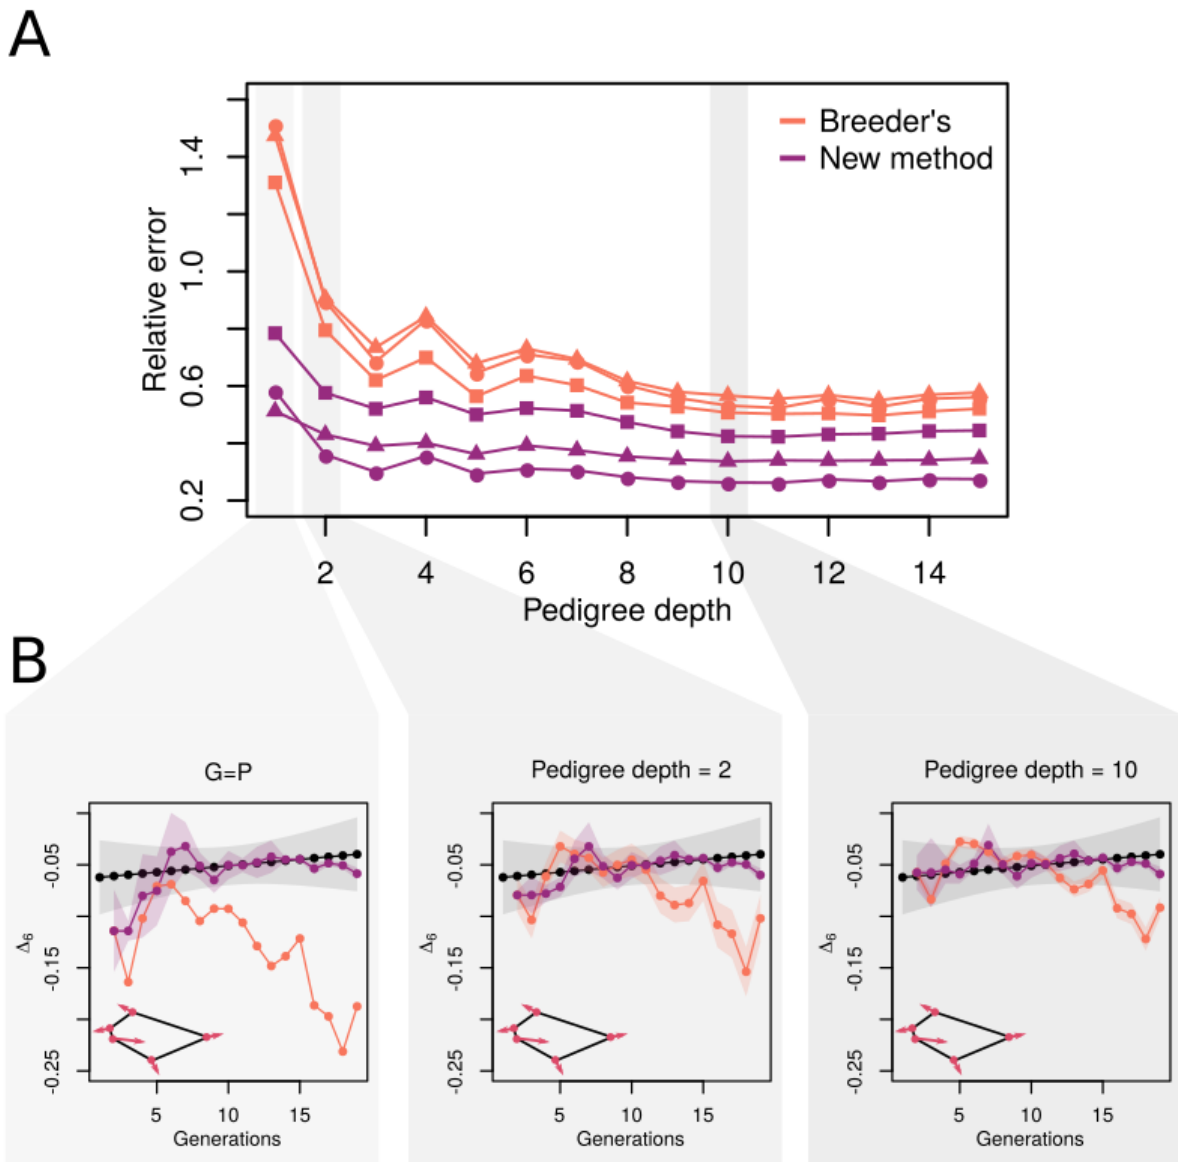 A
Breeder's
New method
Relative error
1.4
1.0
0.6
0.2
2 4 6 8 10 12 14
Pedigree depth
B
G=P
Δ6
-0.05
-0.15
-0.25
5 10 15
Generations
Pedigree depth = 2
Δ6
-0.05
-0.15
-0.25
5 10 15
Generations
Pedigree depth = 10
Δ6
-0.05
-0.15
-0.25
5 10 15
Generations